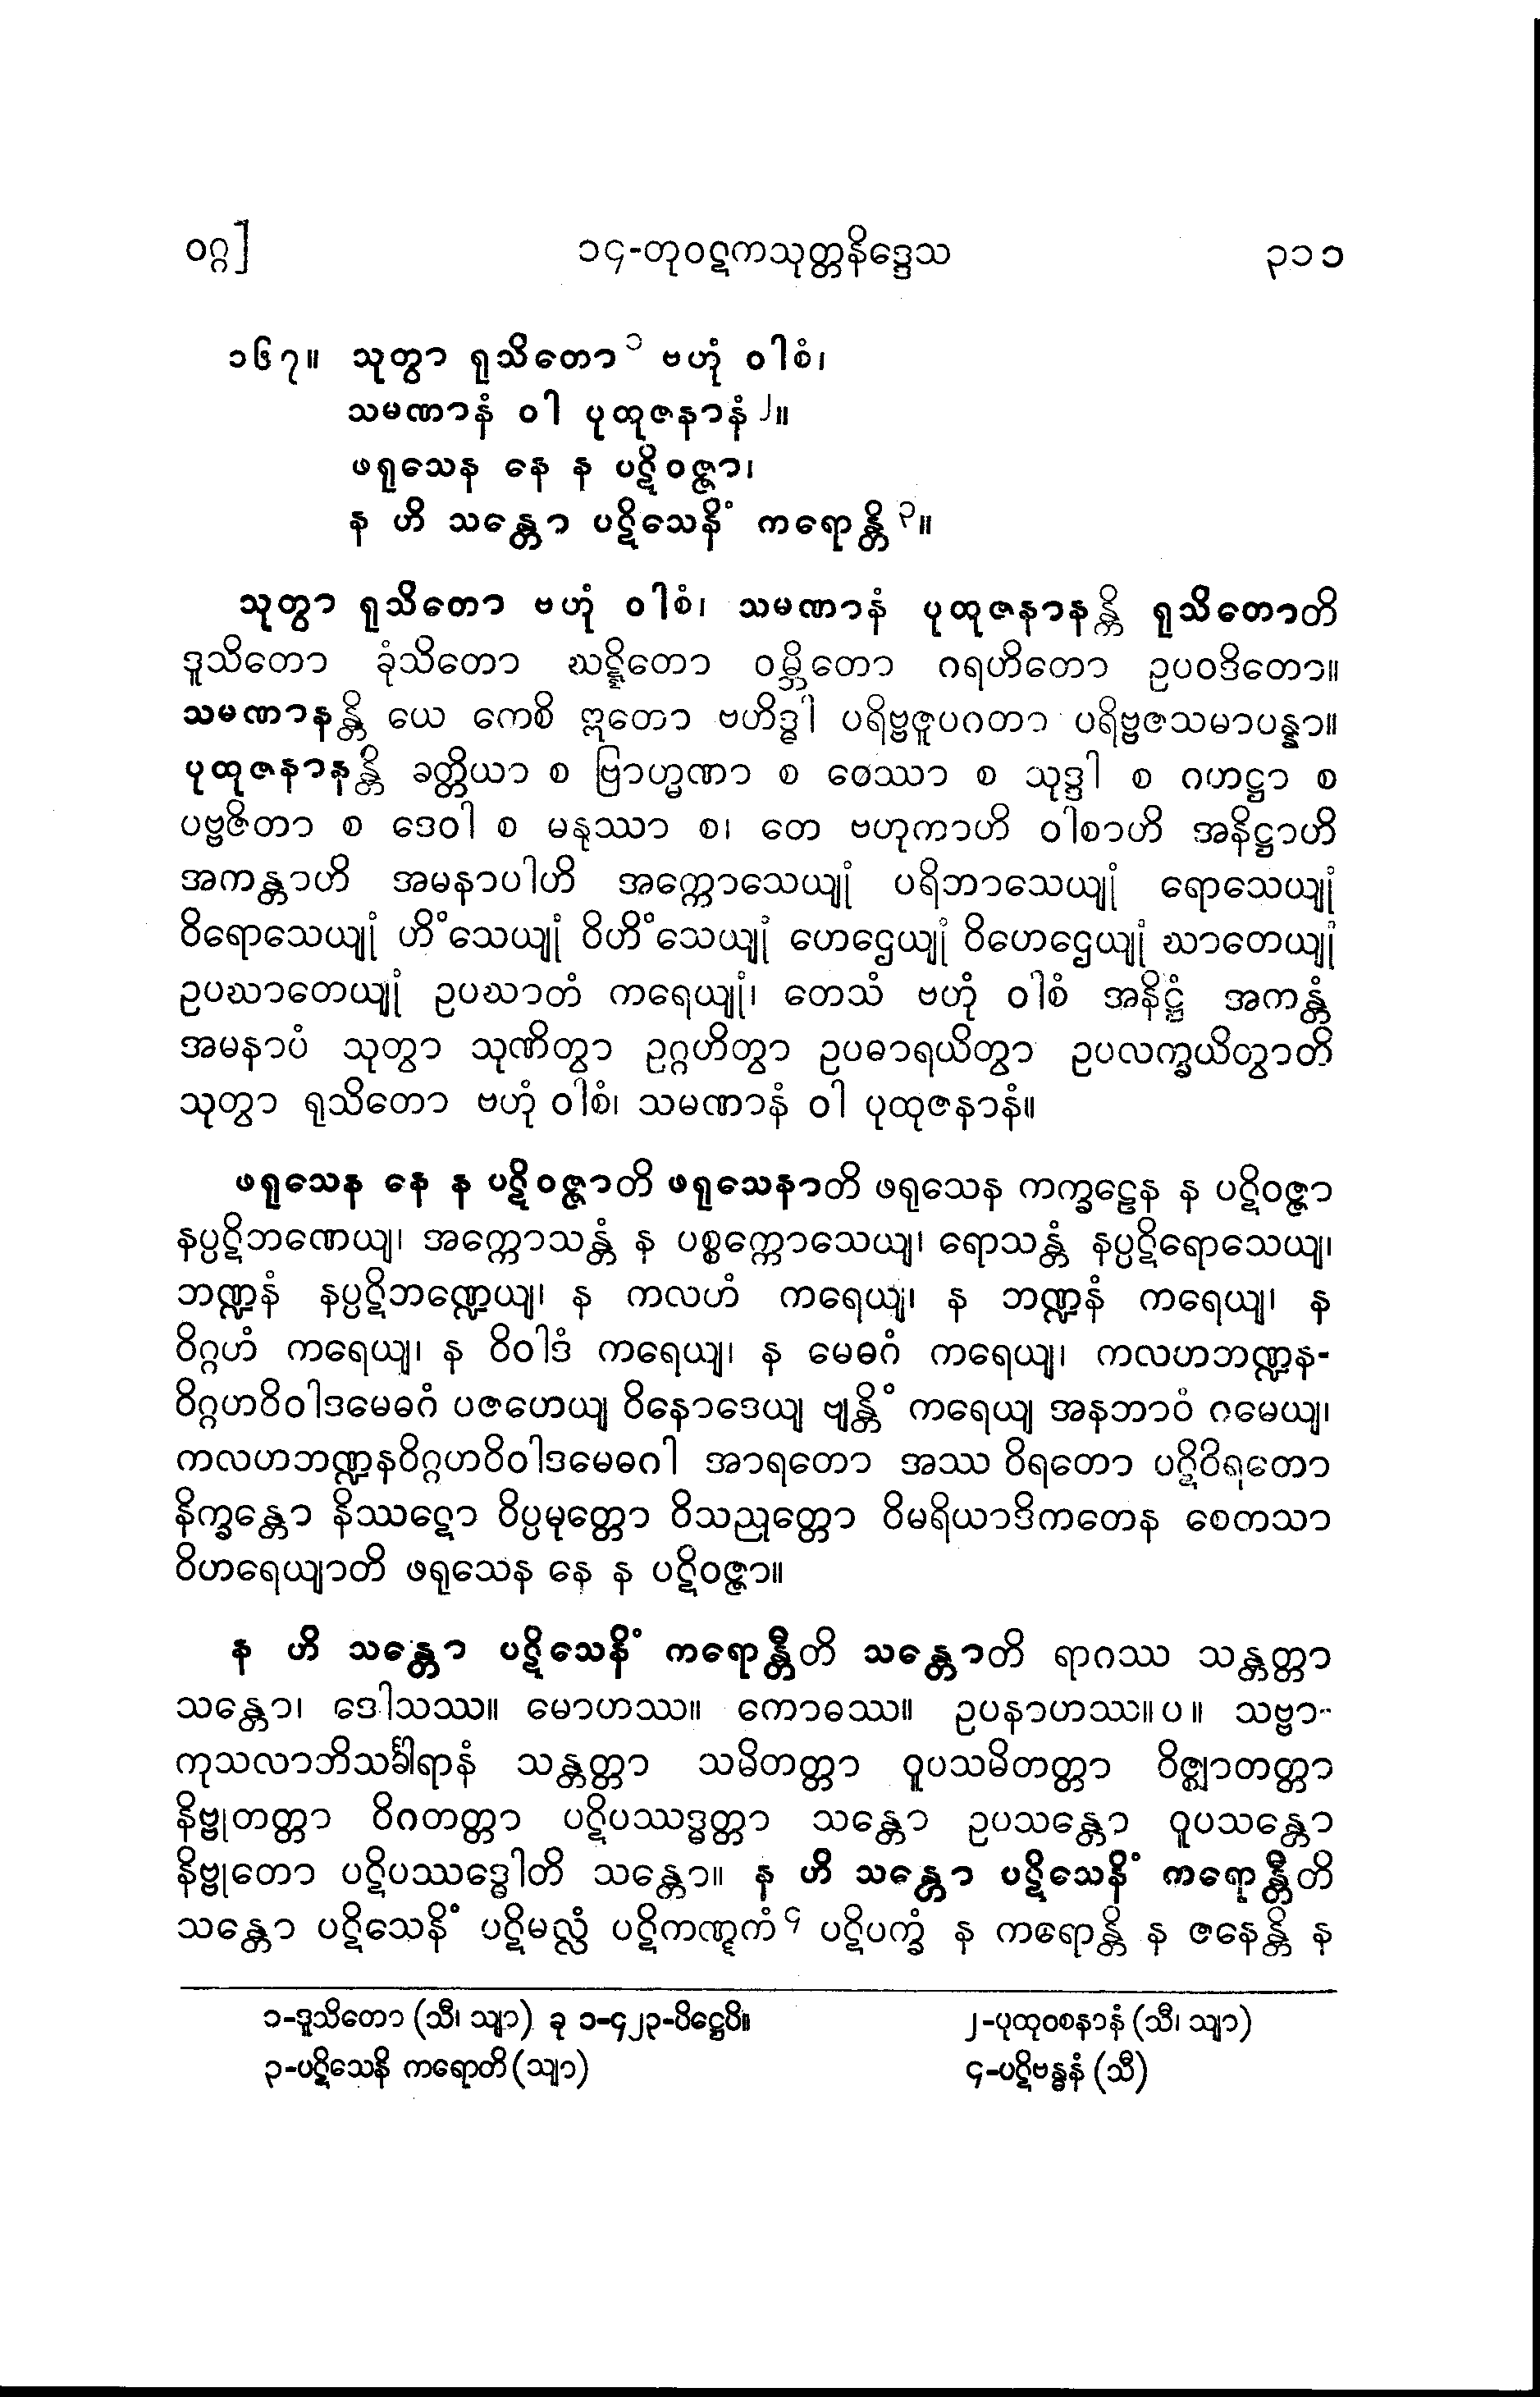 ဝဂ္ဂ]
၁၄-တုဝဋကသုတ္တနိဒ္ဒေသ
၃၁၁
၁၆၇။ သုတွာ ရုသိတော ၁ ဗဟုံ ဝါစံ၊
သမဏာနံ ဝါ ပုထုဇနာနံ ၂။
ဖရုသေန နေ န ပဋိဝဇ္ဇာ၊
န ဟိ သန္တော ပဋိသေနိံ ကရောန္တိ ၃။
သုတွာ ရုသိတော ဗဟုံ ဝါစံ၊ သမဏာနံ ပုထုဇနာနန္တိ ရုသိတောတိ
ဒူသိတော ခုံသိတော ဃဋ္ဋိတော ဝမ္ဘိတော ဂရဟိတော ဥပဝဒိတော။
သမဏာနန္တိ ယေ ကေစိ ဣတော ဗဟိဒ္ဓါ ပရိဗ္ဗဇူပဂတာ ပရိဗ္ဗဇသမာပန္နာ။
ပုထုဇနာနန္တိ ခတ္တိယာ စ ဗြာဟ္မဏာ စ ဝေဿာ စ သုဒ္ဒါ စ ဂဟဋ္ဌာ စ
ပဗ္ဗဇိတာ စ ဒေဝါ စ မနုဿာ စ၊ တေ ဗဟုကာဟိ ဝါစာဟိ အနိဋ္ဌာဟိ
အကန္တာဟိ အမနာပါဟိ အက္ကောသေယျုံ ပရိဘာသေယျုံ ရောသေယျုံ
ဝိရောသေယျုံ ဟိံသေယျုံ ဝိဟိံသေယျုံ ဟေဌေယျုံ ဝိဟေဌေယျုံ ဃာတေယျုံ
ဥပဃာတေယျုံ ဥပဃာတံ ကရေယျုံ၊ တေသံ ဗဟုံ ဝါစံ အနိဋ္ဌံ အကန္တံ
အမနာပံ သုတွာ သုဏိတွာ ဥဂ္ဂဟိတွာ ဥပဓာရယိတွာ ဥပလက္ခယိတွာတိ
သုတွာ ရုသိတော ဗဟုံ ဝါစံ၊ သမဏာနံ ဝါ ပုထုဇနာနံ။
ဖရုသေန နေ န ပဋိဝဇ္ဇာတိ ဖရုသေနာတိ ဖရုသေန ကက္ခဠေန န ပဋိဝဇ္ဇာ
နပ္ပဋိဘဏေယျ၊ အက္ကောသန္တံ န ပစ္စက္ကောသေယျ၊ ရောသန္တံ နပ္ပဋိရောသေယျ၊
ဘဏ္ဍနံ နပ္ပဋိဘဏ္ဍေယျ၊ န ကလဟံ ကရေယျ၊ န ဘဏ္ဍနံ ကရေယျ၊ န
ဝိဂ္ဂဟံ ကရေယျ၊ န ဝိဝါဒံ ကရေယျ၊ န မေဓဂံ ကရေယျ၊ ကလဟဘဏ္ဍန-
ဝိဂ္ဂဟဝိဝါဒမေဓဂံ ပဇဟေယျ ဝိနောဒေယျ ဗျန္တိံ ကရေယျ အနဘာဝံ ဂမေယျ၊
ကလဟဘဏ္ဍနဝိဂ္ဂဟဝိဝါဒမေဓဂါ အာရတော အဿ ဝိရတော ပဋိဝိရတော
နိက္ခန္တော နိဿဋော ဝိပ္ပမုတ္တော ဝိသညုတ္တော ဝိမရိယာဒိကတေန စေတသာ
ဝိဟရေယျာတိ ဖရုသေန နေ န ပဋိဝဇ္ဇာ။
န ဟိ သန္တော ပဋိသေနိံ ကရောန္တီတိ သန္တောတိ ရာဂဿ သန္တတ္တာ
သန္တော၊ ဒေါသဿ။ မောဟဿ။ ကောဓဿ။ ဥပနာဟဿ။ပ။ သဗ္ဗာ-
ကုသလာဘိသင်္ခါရာနံ သန္တတ္တာ သမိတတ္တာ ဝူပသမိတတ္တာ ဝိဇ္ဈာတတ္တာ
နိဗ္ဗုတတ္တာ ဝိဂတတ္တာ ပဋိပဿဒ္ဓတ္တာ သန္တော ဥပသန္တော ဝူပသန္တော
နိဗ္ဗုတော ပဋိပဿဒ္ဓေါတိ သန္တော။ န ဟိ သန္တော ပဋိသေနိံ ကရောန္တီတိ
သန္တော ပဋိသေနိံ ပဋိမလ္လံ ပဋိကဏ္ဋကံ ၄ ပဋိပက္ခံ န ကရောန္တိ န ဇနေန္တိ န
၁-ဒူသိတော (သီ၊ သျာ) ခု ၁-၄၂၃-ပိဋ္ဌေပိ။
၂-ပုထုဝစနာနံ (သီ၊ သျာ)
၃-ပဋိသေနိ ကရောတိ (သျာ)
၄-ပဋိဗန္ဓနံ (သီ)